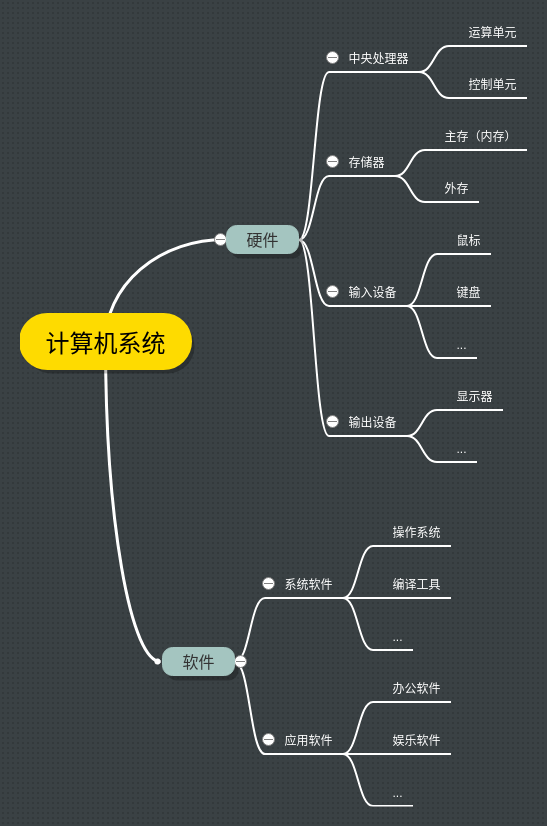 计算机系统
硬件
中央处理器
运算单元
控制单元
存储器
主存（内存）
外存
输入设备
鼠标
键盘
...
输出设备
显示器
...
软件
系统软件
操作系统
编译工具
...
应用软件
办公软件
娱乐软件
...